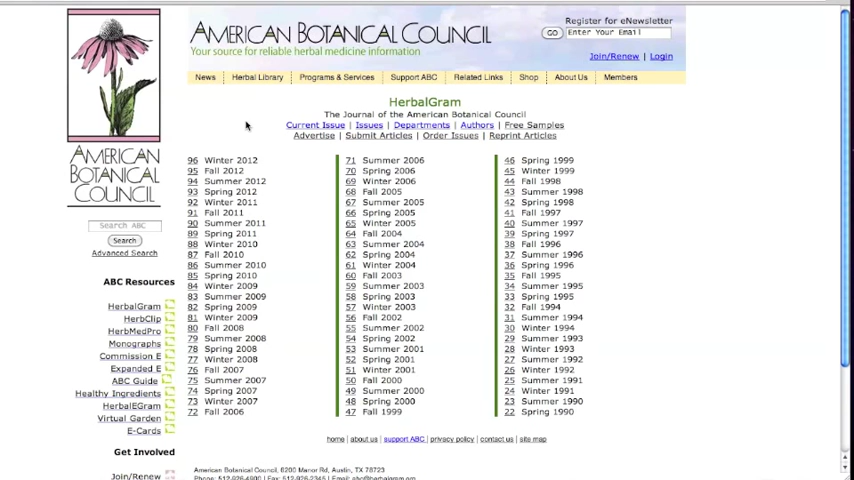 AMERICAN BOTANICAL COUNCIL
Your source for reliable herbal medicine information
Register for eNewsletter
GO Enter Your Email
Join/Renew | Login
News Herbal Library Programs & Services Support ABC Related Links Shop About Us Members
AMERICAN
BOTANICAL
COUNCIL
Search ABC
Search
Advanced Search
ABC Resources
HerbalGram
HerbClip
HerbMedPro
Monographs
Commission E
Expanded E
ABC Guide
Healthy Ingredients
HerbalEGram
Virtual Garden
E-Cards
Get Involved
Join/Renew
HerbalGram
The Journal of the American Botanical Council
Current Issue | Issues | Departments | Authors | Free Samples
Advertise | Submit Articles | Order Issues | Reprint Articles
96 Winter 2012
95 Fall 2012
94 Summer 2012
93 Spring 2012
92 Winter 2011
91 Fall 2011
90 Summer 2011
89 Spring 2011
88 Winter 2010
87 Fall 2010
86 Summer 2010
85 Spring 2010
84 Winter 2009
83 Summer 2009
82 Spring 2009
81 Winter 2009
80 Fall 2008
79 Summer 2008
78 Spring 2008
77 Winter 2008
76 Fall 2007
75 Summer 2007
74 Spring 2007
73 Winter 2007
72 Fall 2006
71 Summer 2006
70 Spring 2006
69 Winter 2006
68 Fall 2005
67 Summer 2005
66 Spring 2005
65 Winter 2005
64 Fall 2004
63 Summer 2004
62 Spring 2004
61 Winter 2004
60 Fall 2003
59 Summer 2003
58 Spring 2003
57 Winter 2003
56 Fall 2002
55 Summer 2002
54 Spring 2002
53 Summer 2001
52 Spring 2001
51 Winter 2001
50 Fall 2000
49 Summer 2000
48 Spring 2000
47 Fall 1999
46 Spring 1999
45 Winter 1999
44 Fall 1998
43 Summer 1998
42 Spring 1998
41 Fall 1997
40 Summer 1997
39 Spring 1997
38 Fall 1996
37 Summer 1996
36 Spring 1996
35 Fall 1995
34 Summer 1995
33 Spring 1995
32 Fall 1994
31 Summer 1994
30 Winter 1994
29 Summer 1993
28 Winter 1993
27 Summer 1992
26 Winter 1992
25 Summer 1991
24 Winter 1991
23 Summer 1990
22 Spring 1990
home | about us | support ABC | privacy policy | contact us | site map
American Botanical Council, 6200 Manor Rd, Austin, TX 78723
Phone: 512-926-4900 | Fax: 512-926-2345 | Email: abc@herbalgram.org